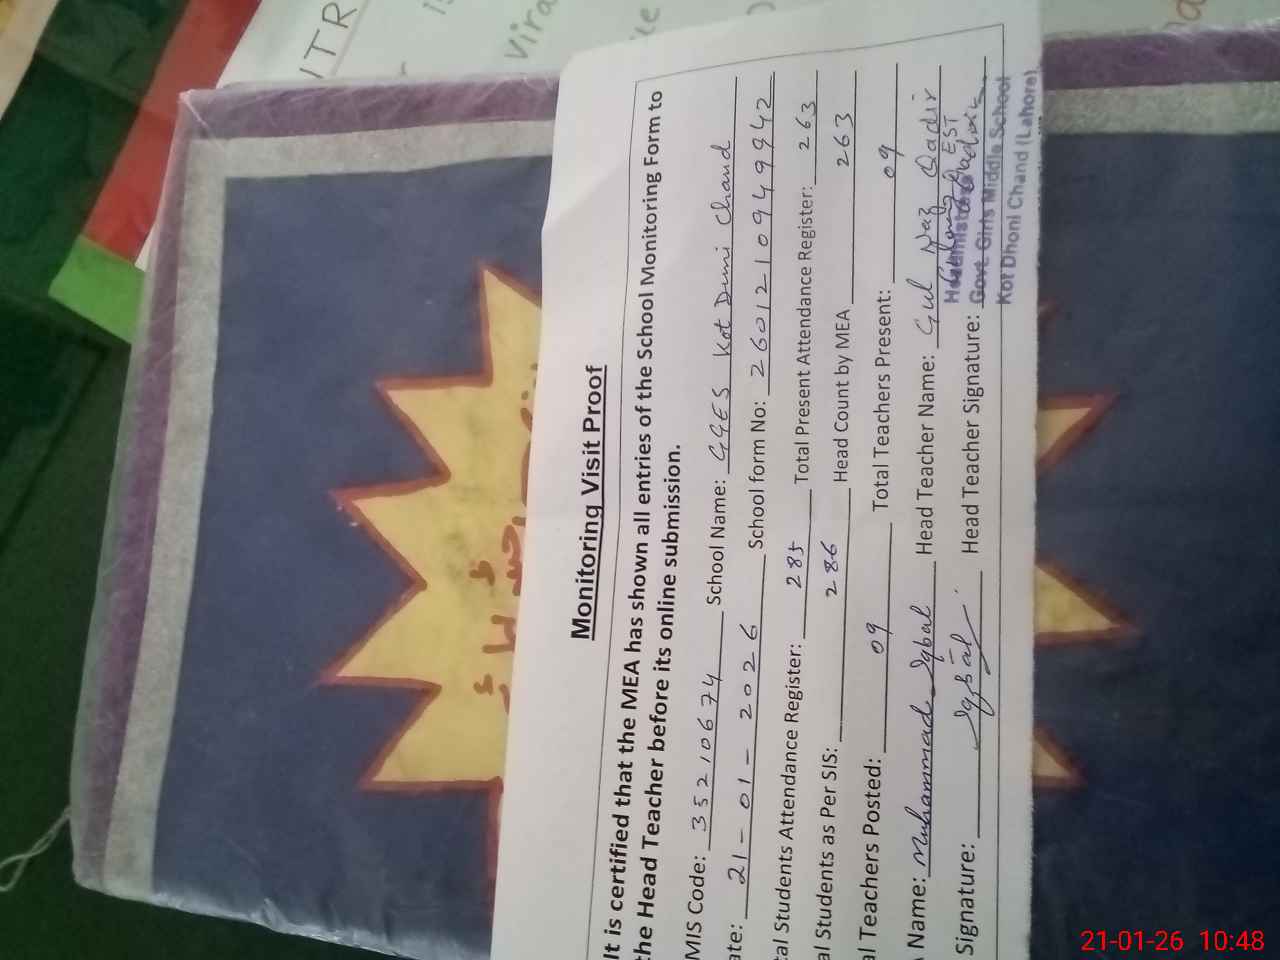 Monitoring Visit Proof
It is certified that the MEA has shown all entries of the School Monitoring Form to
the Head Teacher before its online submission.
MIS Code: 35210674 School Name: GGES Kot Duni Chand
ate: 21-01-2026 School form No: 2601210949942
al Students Attendance Register: 285 Total Present Attendance Register: 263
al Students as Per SIS: 286 Head Count by MEA 263
al Teachers Posted: 09 Total Teachers Present: 09
Name: Muhammad Iqbal Head Teacher Name: Gul Naz Qadir
EST
Signature: Iqbal Head Teacher Signature:
Headmistress
Govt. Girls Middle School
Kot Dhoni Chand (Lahore)
ITR
vira
21-01-26 10:48